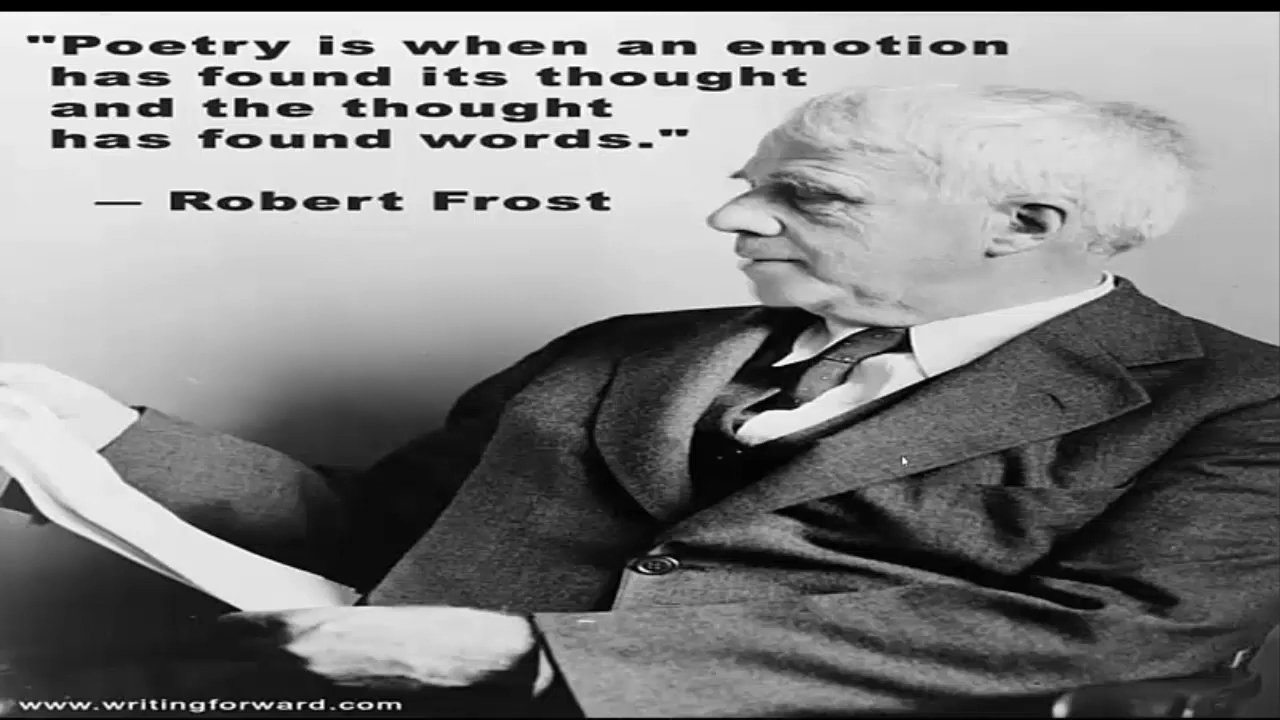 "Poetry is when an emotion
has found its thought
and the thought
has found words."
— Robert Frost
www.writingforward.com